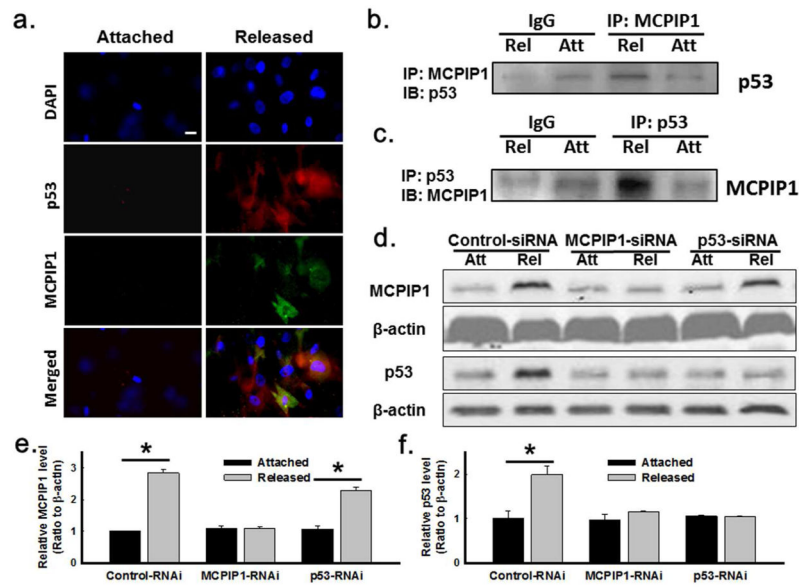 a.
Attached Released
DAPI
p53
MCPIP1
Merged
b.
IgG IP: MCPIP1
Rel Att Rel Att
IP: MCPIP1
IB: p53
p53
c.
IgG IP: p53
Rel Att Rel Att
IP: p53
IB: MCPIP1
MCPIP1
d.
Control-siRNA MCPIP1-siRNA p53-siRNA
Att Rel Att Rel Att Rel
MCPIP1
β-actin
p53
β-actin
e.
Relative MCPIP1 level
(Ratio to β-actin)
3
2
1
0
*
*
Attached
Released
Control-RNAi MCPIP1-RNAi p53-RNAi
f.
Relative p53 level
(Ratio to β-actin)
2
1
0
*
Attached
Released
Control-RNAi MCPIP1-RNAi p53-RNAi